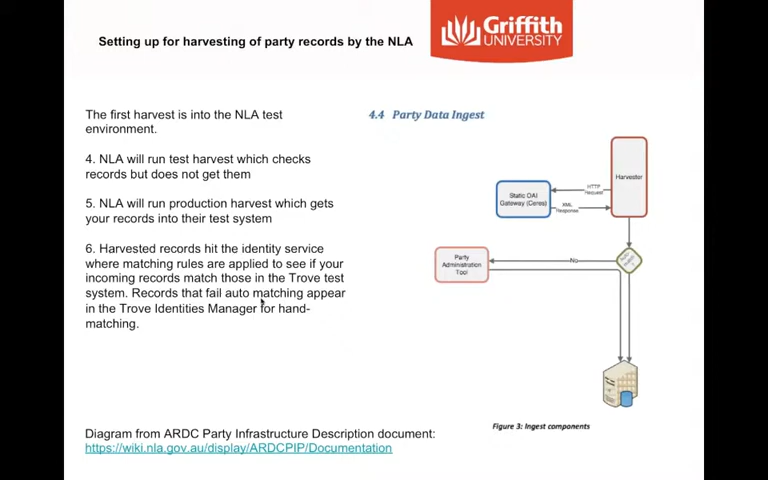 Setting up for harvesting of party records by the NLA
Griffith
UNIVERSITY
The first harvest is into the NLA test
environment.
4. NLA will run test harvest which checks
records but does not get them
5. NLA will run production harvest which gets
your records into their test system
6. Harvested records hit the identity service
where matching rules are applied to see if your
incoming records match those in the Trove test
system. Records that fail auto matching appear
in the Trove Identities Manager for hand-
matching.
4.4 Party Data Ingest
Harvester
HTTP
Request
Static OAI
Gateway (Ceres)
XML
Response
Party
Administration
Tool
No
Figure 3: Ingest components
Diagram from ARDC Party Infrastructure Description document:
https://wiki.nla.gov.au/display/ARDCPIP/Documentation